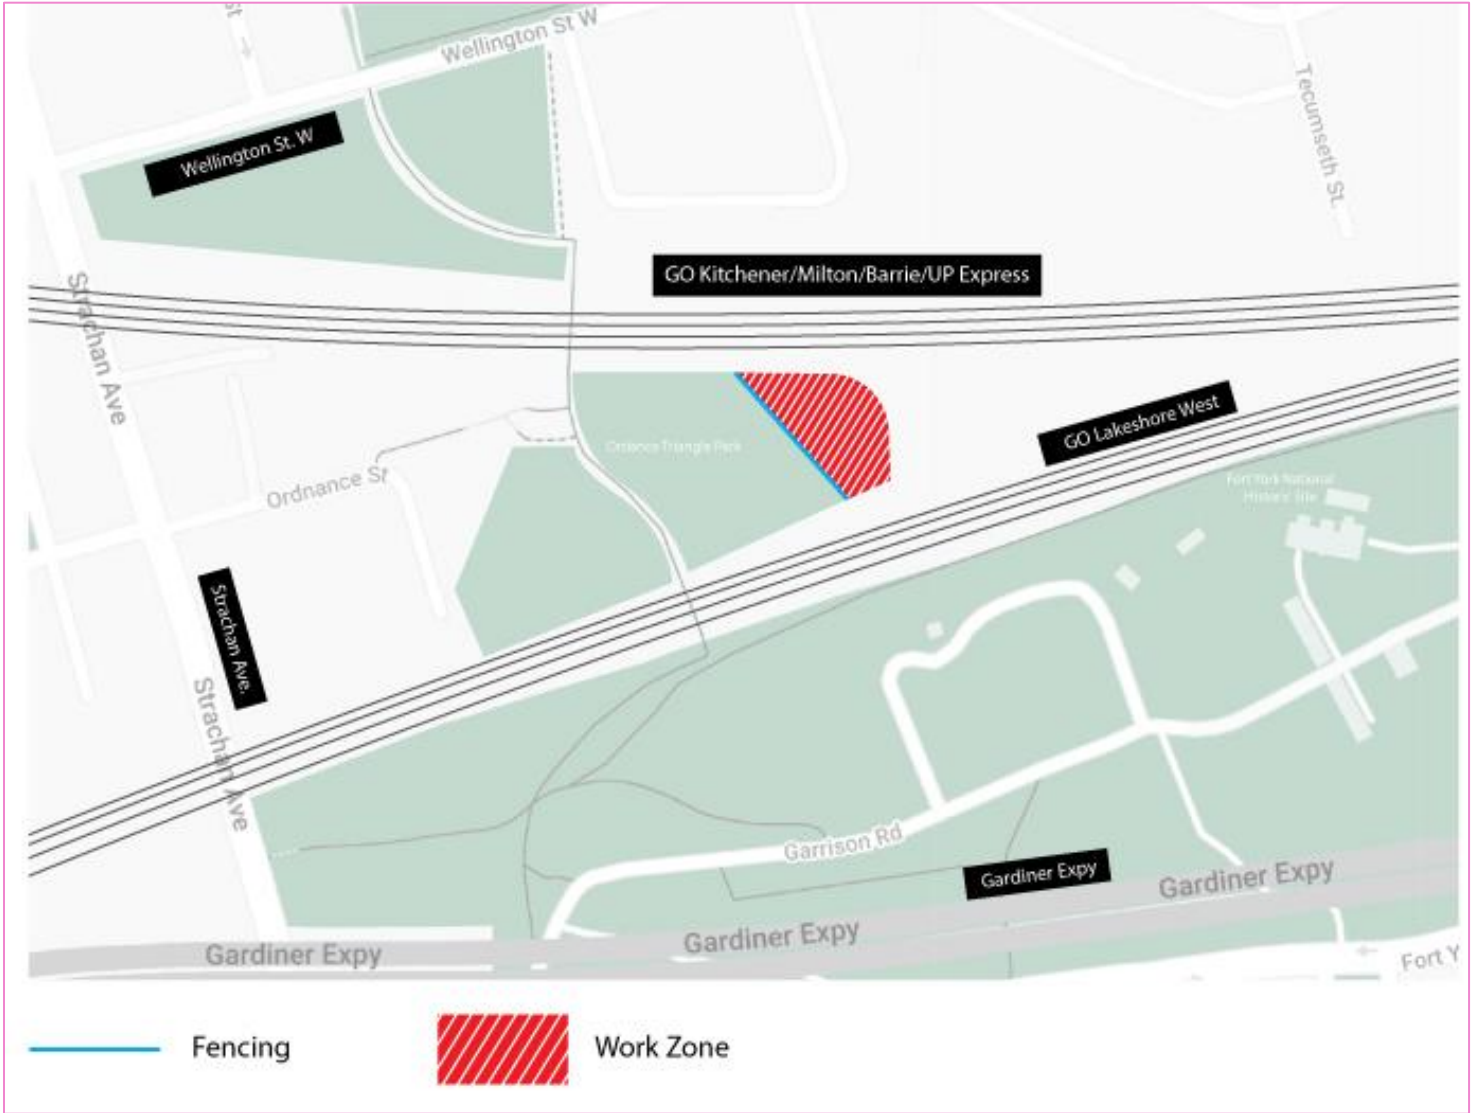 St
Wellington St W
Tecumseth St.
Wellington St. W
GO Kitchener/Milton/Barrie/UP Express
Strachan Ave
GO Lakeshore West
Ordnance Triangle Park
Ordnance St
Fort York National
Historic Site
Strachan Ave.
Strachan Ave
Garrison Rd
Gardiner Expy
Gardiner Expy
Gardiner Expy
Gardiner Expy
Fort Y
Fencing
Work Zone